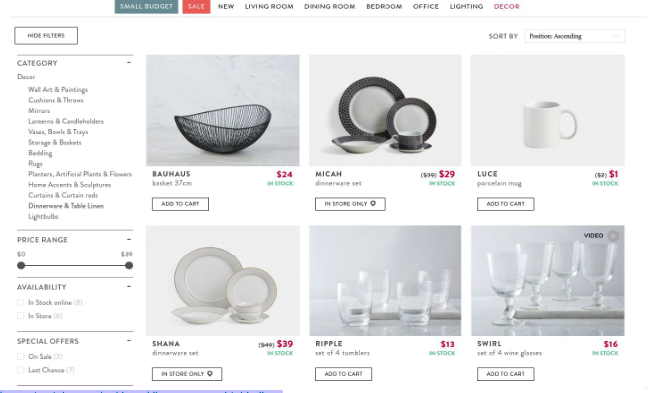 SMALL BUDGET SALE NEW LIVING ROOM DINING ROOM BEDROOM OFFICE LIGHTING DECOR
HIDE FILTERS
SORT BY Position: Ascending
CATEGORY -
Decor
Wall Art & Paintings
Cushions & Throws
Mirrors
Lanterns & Candleholders
Vases, Bowls & Trays
Storage & Baskets
Bedding
Rugs
Planters, Artificial Plants & Flowers
Home Accents & Sculptures
Curtains & Curtain rods
Dinnerware & Table Linen
Lightbulbs
PRICE RANGE -
$0 $39
AVAILABILITY -
In Stock online (8)
In Store (6)
SPECIAL OFFERS -
On Sale (3)
Last Chance (7)
BAUHAUS $24
basket 37cm IN STOCK
ADD TO CART
MICAH ($39) $29
dinnerware set IN STOCK
IN STORE ONLY
LUCE ($2) $1
porcelain mug IN STOCK
ADD TO CART
SHANA ($49) $39
dinnerware set IN STOCK
IN STORE ONLY
RIPPLE $13
set of 4 tumblers IN STOCK
ADD TO CART
VIDEO
SWIRL $16
set of 4 wine glasses IN STOCK
ADD TO CART